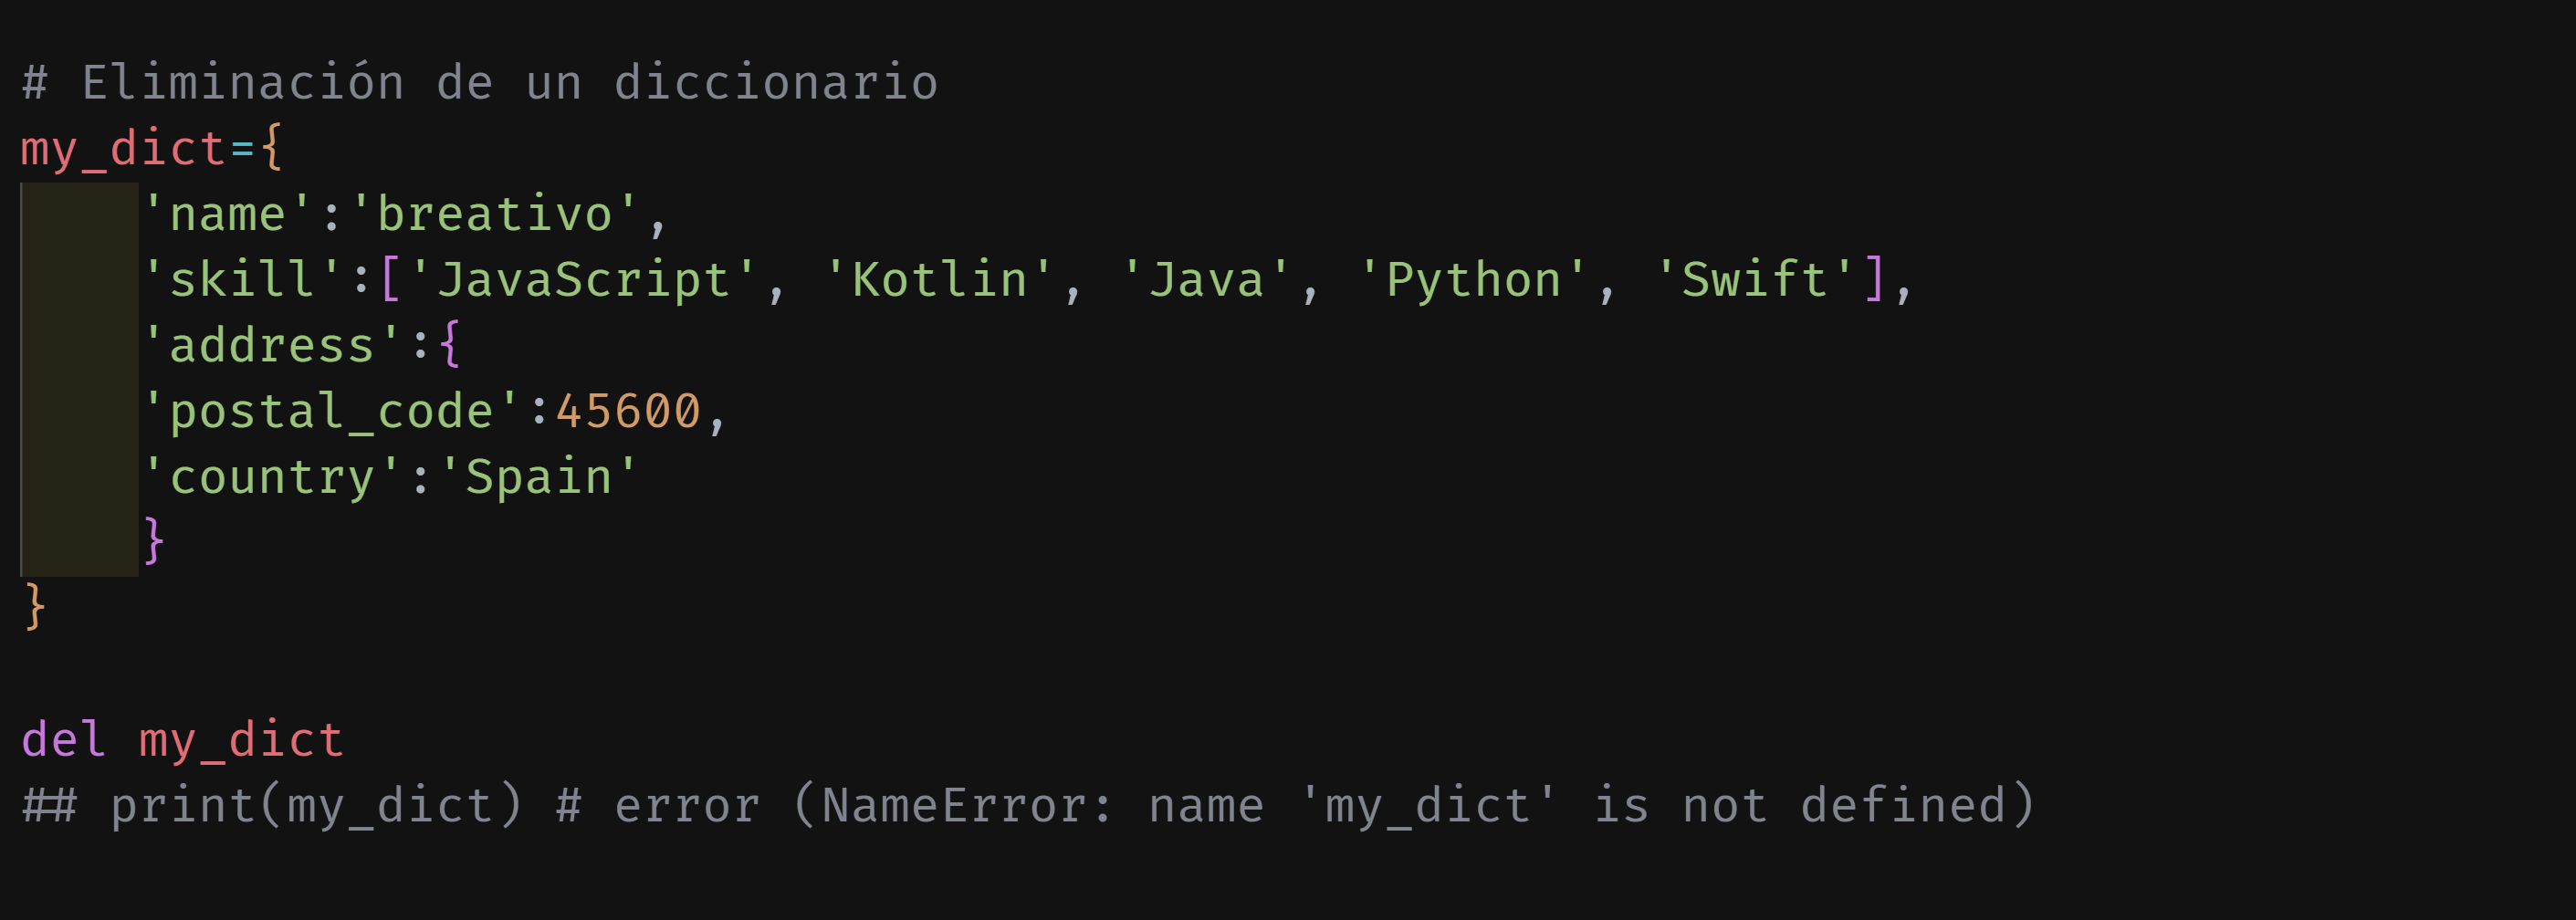 # Eliminación de un diccionario
my_dict={
    'name':'breativo',
    'skill':['JavaScript', 'Kotlin', 'Java', 'Python', 'Swift'],
    'address':{
    'postal_code':45600,
    'country':'Spain'
    }
}
del my_dict
## print(my_dict) # error (NameError: name 'my_dict' is not defined)